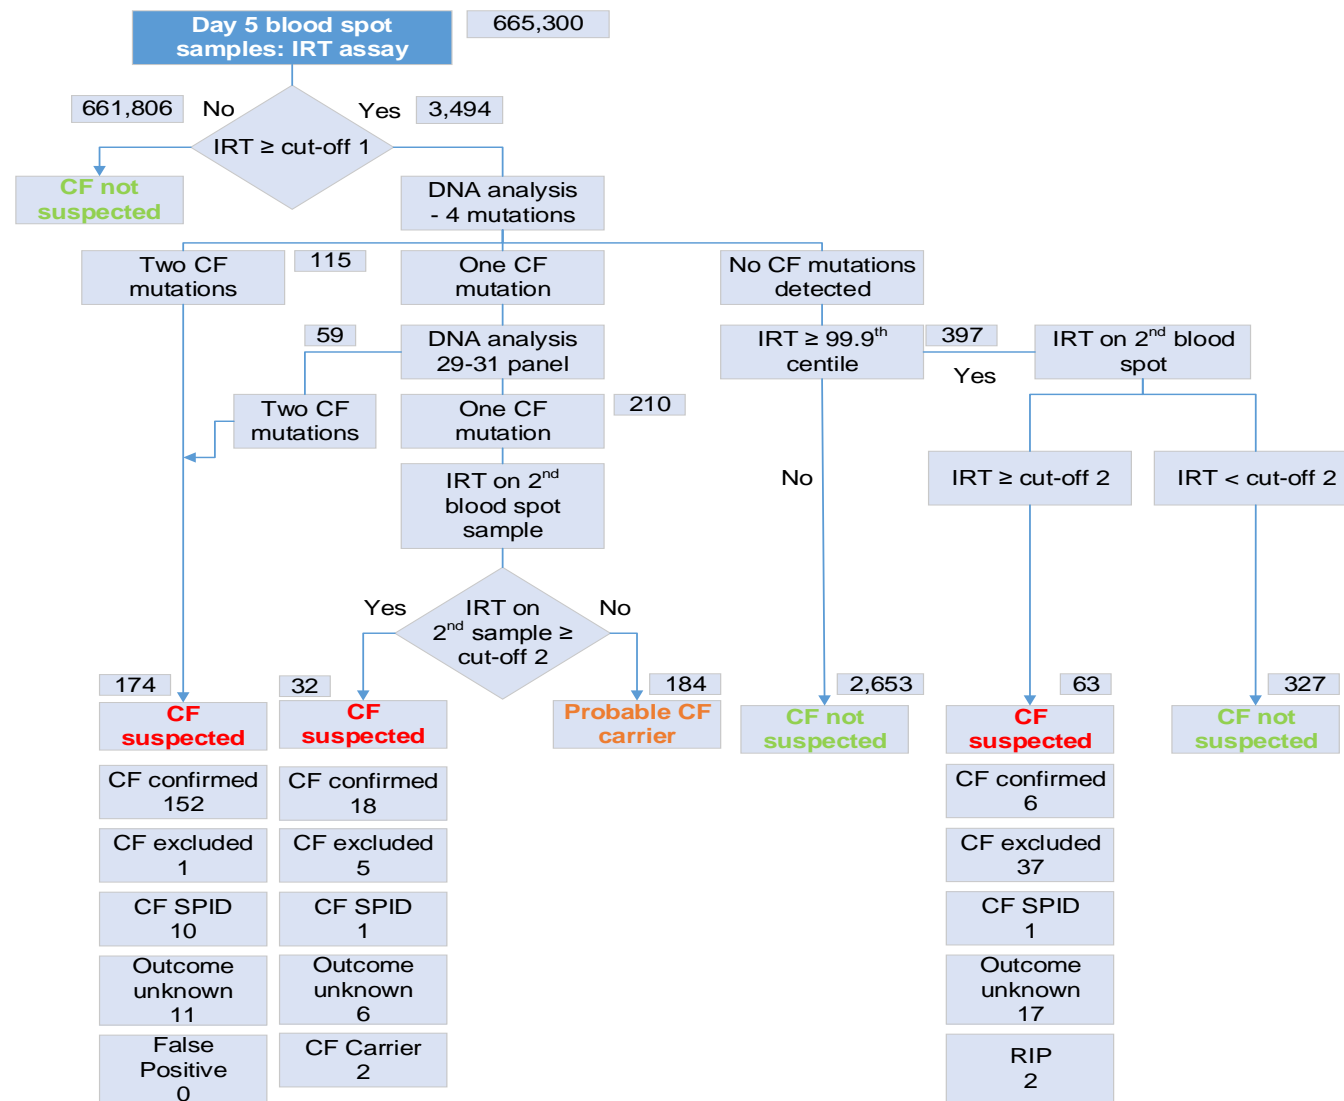 Day 5 blood spot
samples: IRT assay
665,300
661,806
No
Yes
3,494
IRT ≥ cut-off 1
CF not
suspected
DNA analysis
- 4 mutations
Two CF
mutations
115
One CF
mutation
No CF mutations
detected
59
DNA analysis
29-31 panel
IRT ≥ 99.9th
centile
397
Yes
IRT on 2nd blood
spot
Two CF
mutations
One CF
mutation
210
IRT on 2nd
blood spot
sample
No
IRT ≥ cut-off 2
IRT < cut-off 2
Yes
IRT on
2nd sample ≥
cut-off 2
No
174
32
184
2,653
63
327
CF
suspected
CF
suspected
Probable CF
carrier
CF not
suspected
CF
suspected
CF not
suspected
CF confirmed
152
CF confirmed
18
CF confirmed
6
CF excluded
1
CF excluded
5
CF excluded
37
CF SPID
10
CF SPID
1
CF SPID
1
Outcome
unknown
11
Outcome
unknown
6
Outcome
unknown
17
False
Positive
0
CF Carrier
2
RIP
2